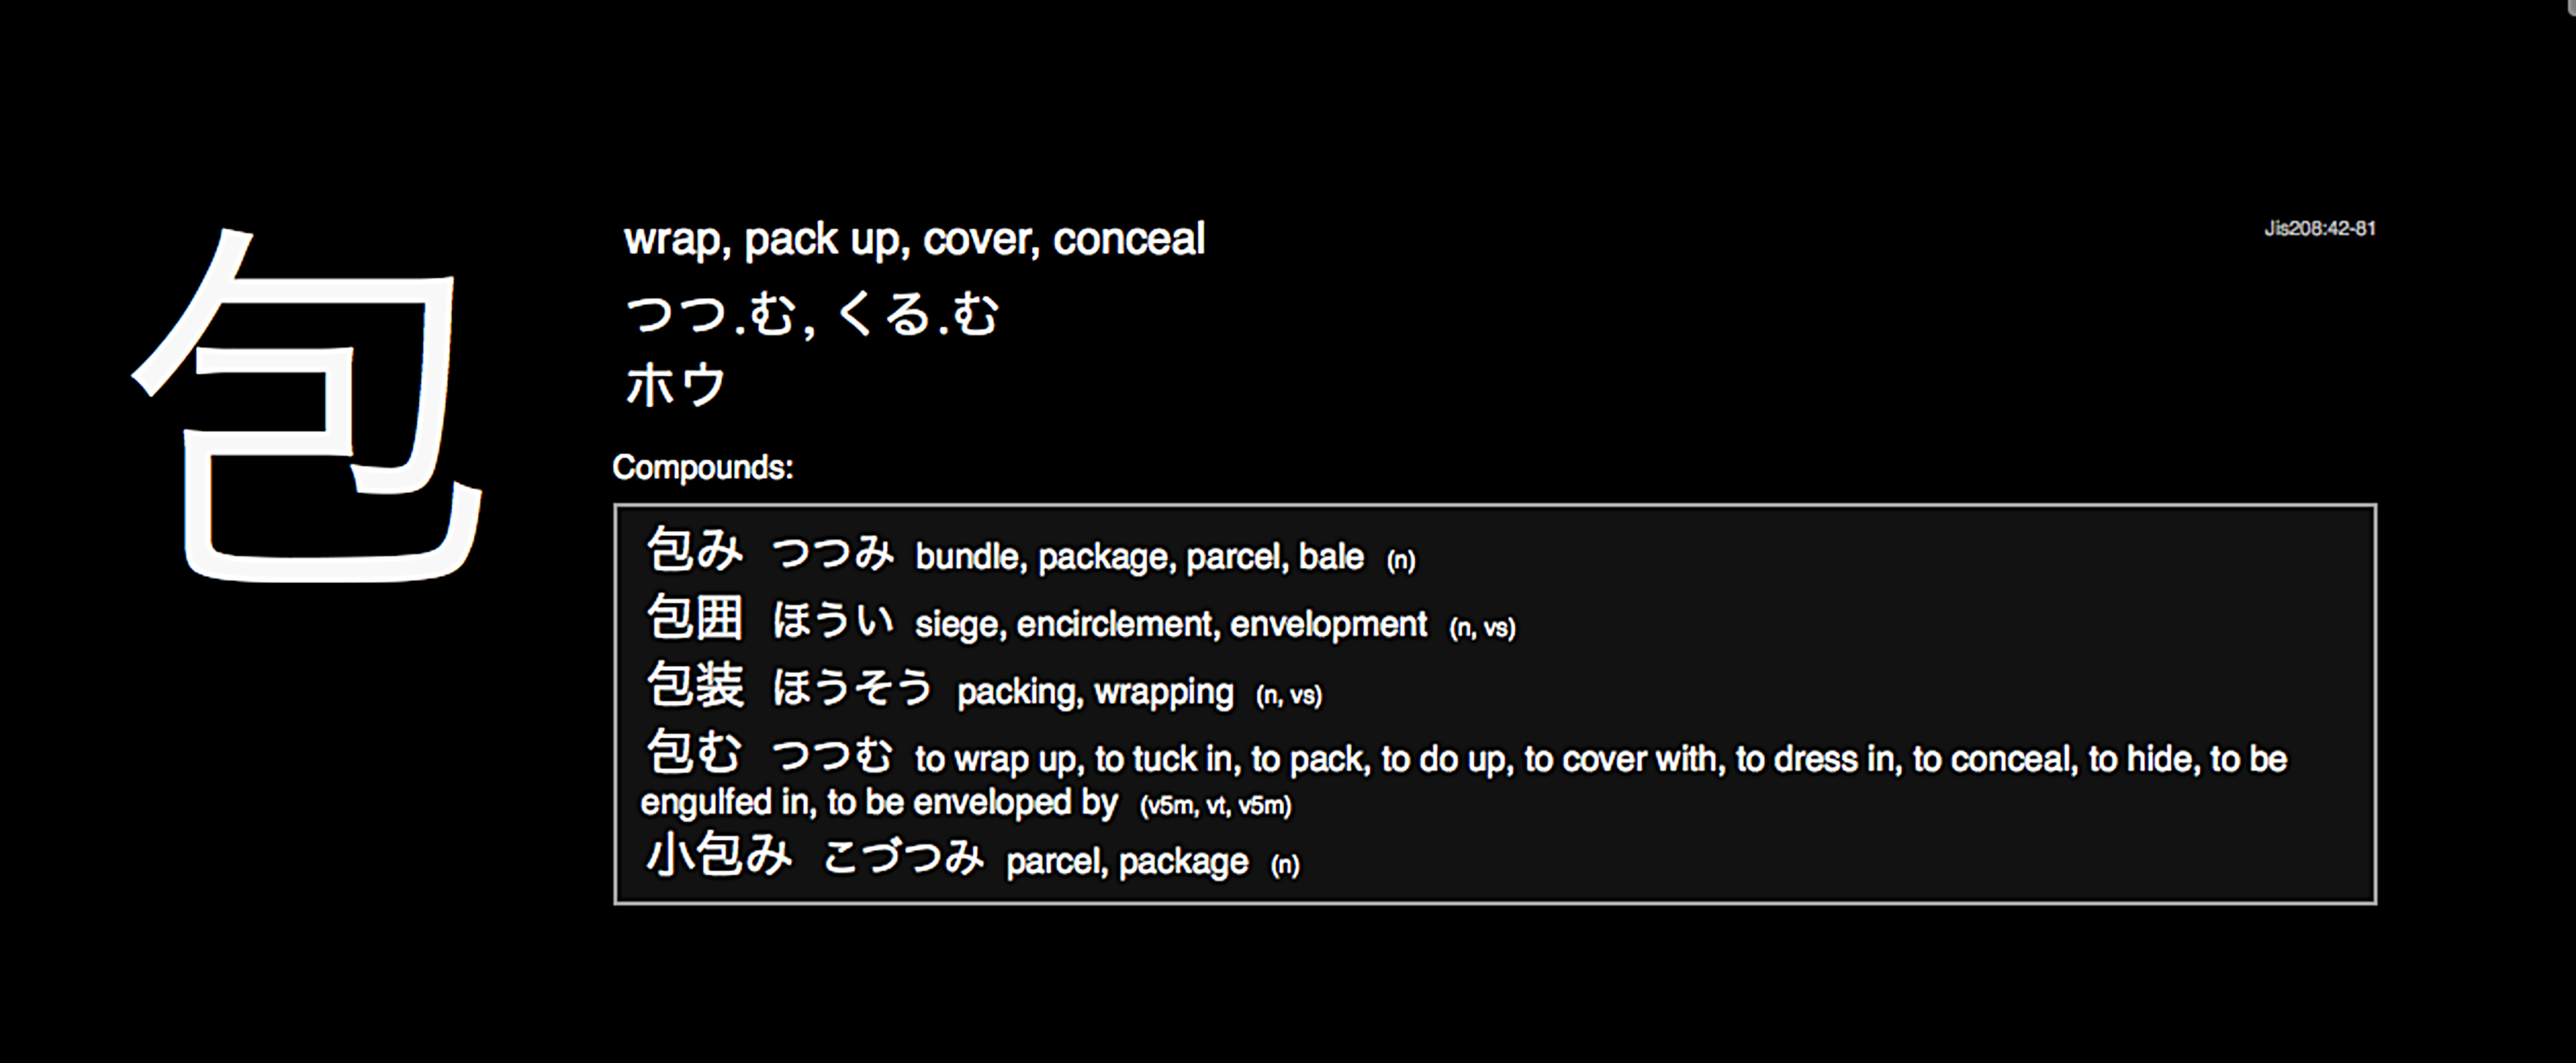 包
wrap, pack up, cover, conceal
Jis208:42-81
つつ.む, くる.む
ホウ
Compounds:
包み つつみ bundle, package, parcel, bale (n)
包囲 ほうい siege, encirclement, envelopment (n, vs)
包装 ほうそう packing, wrapping (n, vs)
包む つつむ to wrap up, to tuck in, to pack, to do up, to cover with, to dress in, to conceal, to hide, to be
engulfed in, to be enveloped by (v5m, vt, v5m)
小包み こづつみ parcel, package (n)